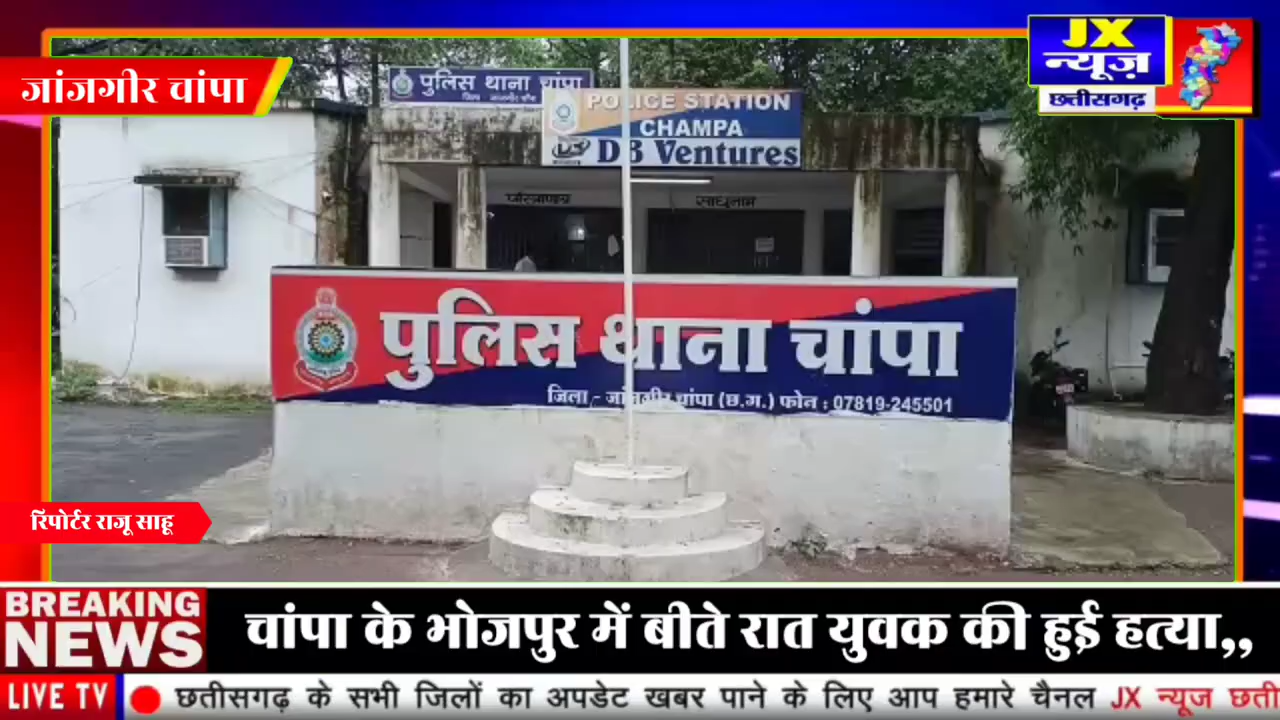 JX
न्यूज़
छत्तीसगढ़
जांजगीर चांपा
पुलिस थाना चांपा
POLICE STATION
CHAMPA
DB Ventures
पुलिस थाना चांपा
जिला - जांजगीर चांपा (छ.ग.) फोन : 07819-245501
रिपोर्टर राजू साहू
BREAKING
NEWS
चांपा के भोजपुर में बीते रात युवक की हुई हत्या,,
LIVE TV
छत्तीसगढ़ के सभी जिलों का अपडेट खबर पाने के लिए आप हमारे चैनल JX न्यूज छत्ती